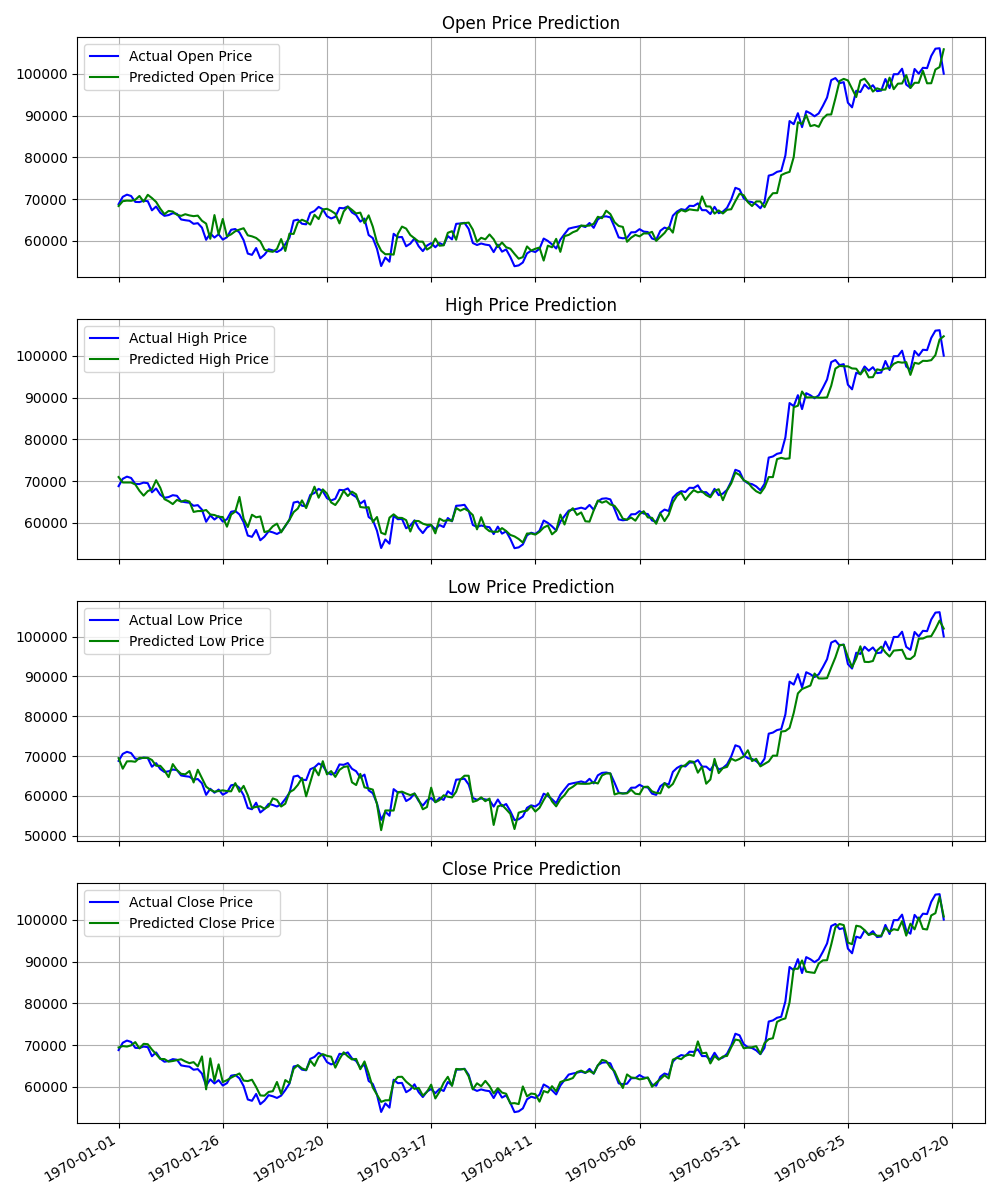 Open Price Prediction
Actual Open Price
Predicted Open Price
100000
90000
80000
70000
60000
High Price Prediction
Actual High Price
Predicted High Price
100000
90000
80000
70000
60000
Low Price Prediction
Actual Low Price
Predicted Low Price
100000
90000
80000
70000
60000
50000
Close Price Prediction
Actual Close Price
Predicted Close Price
100000
90000
80000
70000
60000
1970-01-01
1970-01-26
1970-02-20
1970-03-17
1970-04-11
1970-05-06
1970-05-31
1970-06-25
1970-07-20